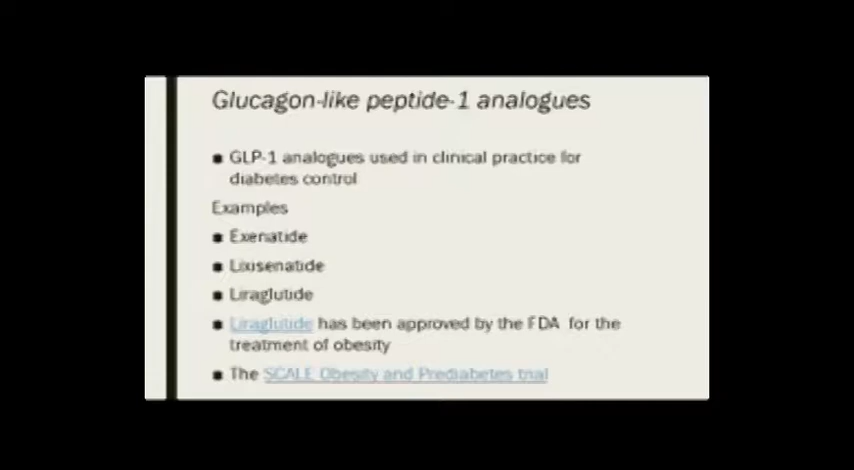 Glucagon-like peptide-1 analogues
■ GLP-1 analogues used in clinical practice for
diabetes control
Examples
■ Exenatide
■ Lixisenatide
■ Liraglutide
■ Liraglutide has been approved by the FDA for the
treatment of obesity
■ The SCALE Obesity and Prediabetes trial